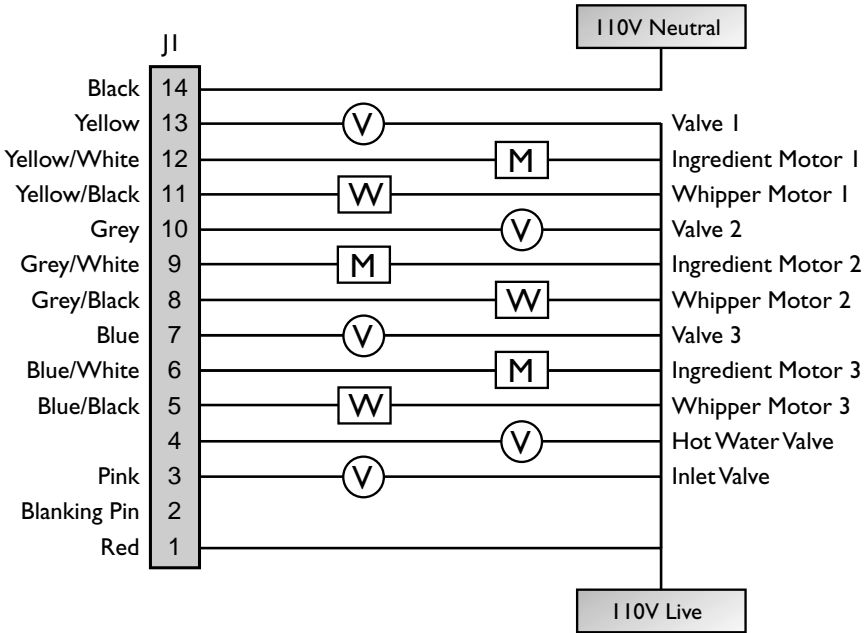 110V Neutral
J1
Black 14
Yellow 13 V Valve 1
Yellow/White 12 M Ingredient Motor 1
Yellow/Black 11 W Whipper Motor 1
Grey 10 V Valve 2
Grey/White 9 M Ingredient Motor 2
Grey/Black 8 W Whipper Motor 2
Blue 7 V Valve 3
Blue/White 6 M Ingredient Motor 3
Blue/Black 5 W Whipper Motor 3
4 V Hot Water Valve
Pink 3 V Inlet Valve
Blanking Pin 2
Red 1
110V Live